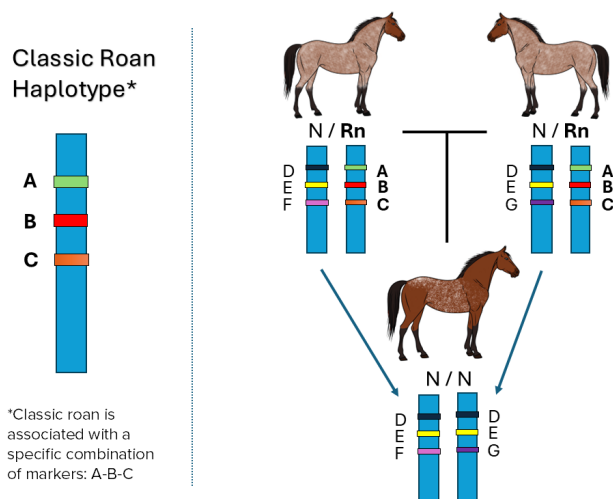 Classic Roan
Haplotype*
A
B
C
*Classic roan is
associated with a
specific combination
of markers: A-B-C
N / Rn
D
E
F
A
B
C
N / Rn
D
E
G
A
B
C
N / N
D
E
F
D
E
G